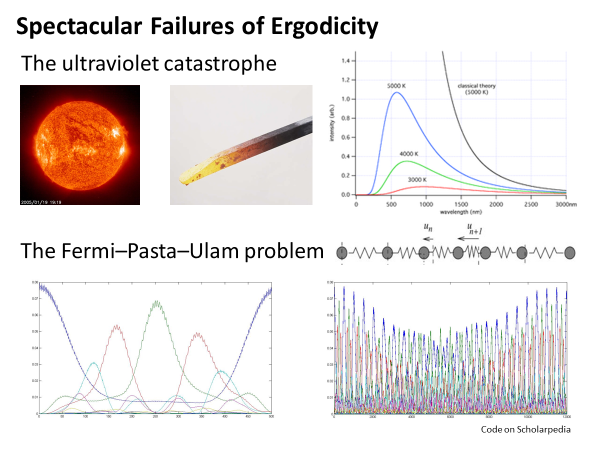 Spectacular Failures of Ergodicity
The ultraviolet catastrophe
2005/01/19 19:19
intensity (arb.)
1.4
1.2
1.0
0.8
0.6
0.4
0.2
0.0
5000 K
classical theory
(5000 K)
4000 K
3000 K
0 500 1000 1500 2000 2500 3000nm
wavelength (nm)
The Fermi–Pasta–Ulam problem
u_n u_{n+1}
Code on Scholarpedia